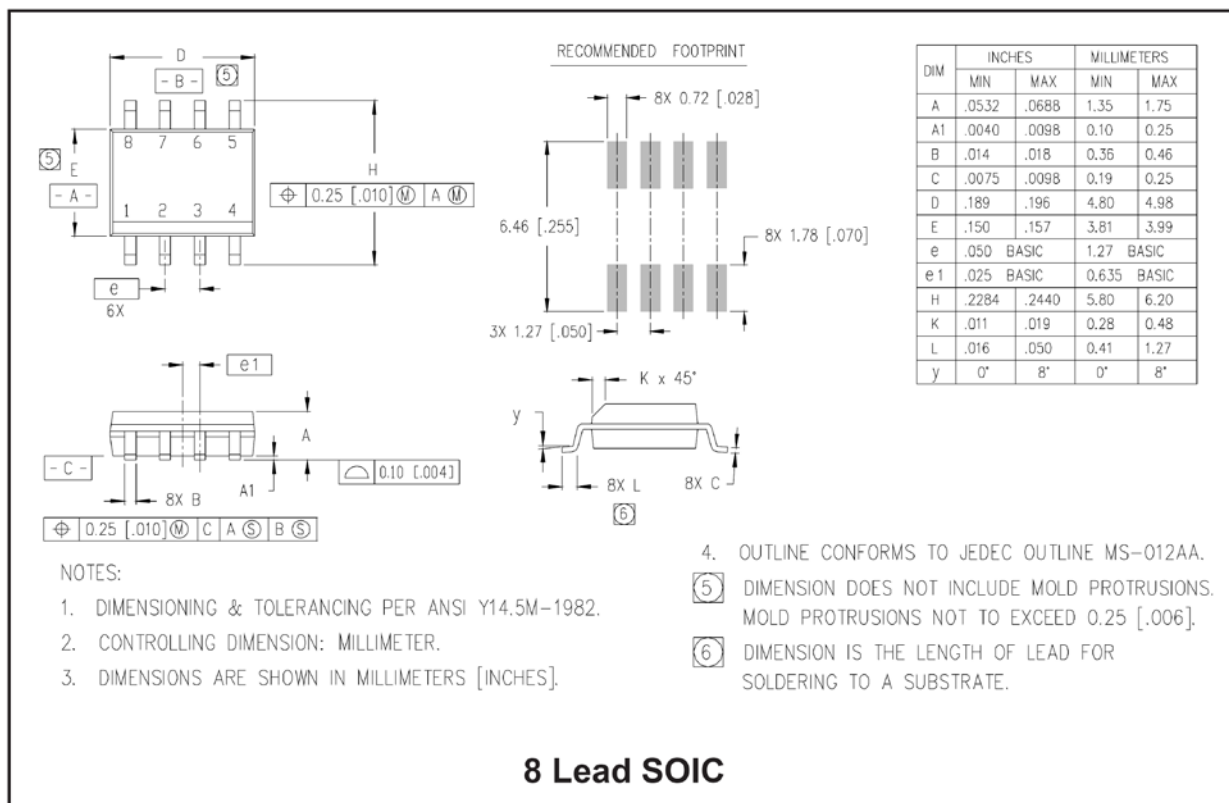 D
- B -
5
8 7 6 5
5
E
- A -
H
⌖ 0.25 [.010] Ⓜ A Ⓜ
1 2 3 4
e
6X
RECOMMENDED FOOTPRINT
8X 0.72 [.028]
6.46 [.255]
8X 1.78 [.070]
3X 1.27 [.050]
DIM INCHES MILLIMETERS
MIN MAX MIN MAX
A .0532 .0688 1.35 1.75
A1 .0040 .0098 0.10 0.25
B .014 .018 0.36 0.46
C .0075 .0098 0.19 0.25
D .189 .196 4.80 4.98
E .150 .157 3.81 3.99
e .050 BASIC 1.27 BASIC
e1 .025 BASIC 0.635 BASIC
H .2284 .2440 5.80 6.20
K .011 .019 0.28 0.48
L .016 .050 0.41 1.27
y 0° 8° 0° 8°
e1
A
- C -
A1
8X B
⌓ 0.10 [.004]
⌖ 0.25 [.010] Ⓜ C A Ⓢ B Ⓢ
K x 45°
y
8X L
6
8X C
NOTES:
1. DIMENSIONING & TOLERANCING PER ANSI Y14.5M-1982.
2. CONTROLLING DIMENSION: MILLIMETER.
3. DIMENSIONS ARE SHOWN IN MILLIMETERS [INCHES].
4. OUTLINE CONFORMS TO JEDEC OUTLINE MS-012AA.
5 DIMENSION DOES NOT INCLUDE MOLD PROTRUSIONS.
MOLD PROTRUSIONS NOT TO EXCEED 0.25 [.006].
6 DIMENSION IS THE LENGTH OF LEAD FOR
SOLDERING TO A SUBSTRATE.
8 Lead SOIC